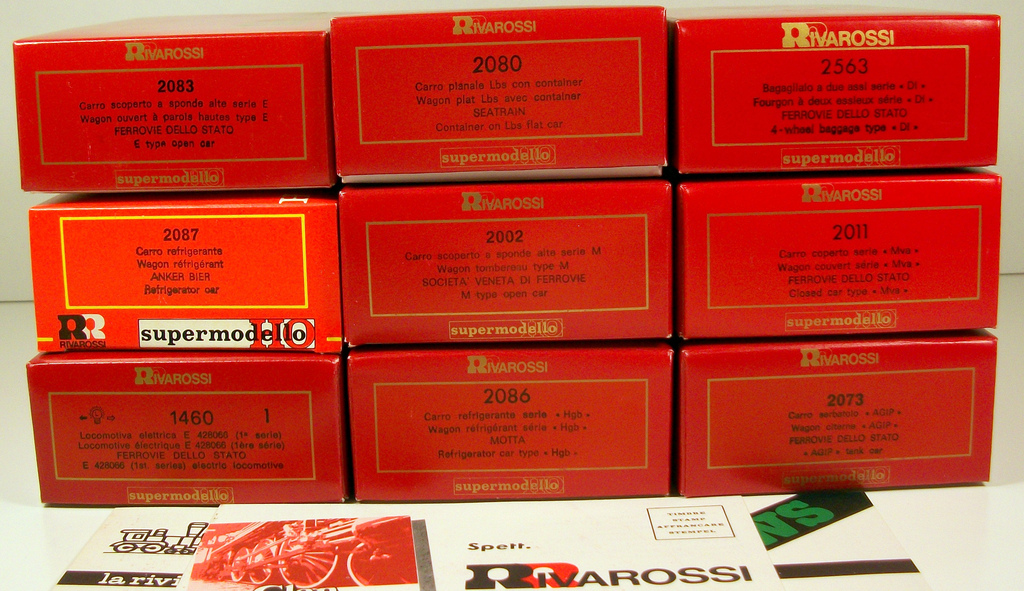 RIVAROSSI
2083
Carro scoperto a sponde alte serie E
Wagon ouvert à parois hautes type E
FERROVIE DELLO STATO
E type open car
supermodello
RIVAROSSI
2080
Carro pianale Lbs con container
Wagon plat Lbs avec container
SEATRAIN
Container on Lbs flat car
supermodello
RIVAROSSI
2563
Bagagliaio a due assi serie « DI »
Fourgon à deux essieux série « DI »
FERROVIE DELLO STATO
4-wheel baggage type « DI »
supermodello
2087
Carro refrigerante
Wagon réfrigérant
ANKER BIER
Refrigerator car
RR
RIVAROSSI
supermodello HO
RIVAROSSI
2002
Carro scoperto a sponde alte serie M
Wagon tombereau type M
SOCIETA' VENETA DI FERROVIE
M type open car
supermodello
RIVAROSSI
2011
Carro coperto serie « Mva »
Wagon couvert série « Mva »
FERROVIE DELLO STATO
Closed car type « Mva »
supermodello
RIVAROSSI
1460 1
Locomotiva elettrica E 428066 (1ª serie)
Locomotive électrique E 428066 (1ère série)
FERROVIE DELLO STATO
E 428066 (1st. series) electric locomotive
supermodello
RIVAROSSI
2086
Carro refrigerante serie « Hgb »
Wagon réfrigérant série « Hgb »
MOTTA
Refrigerator car type « Hgb »
supermodello
RIVAROSSI
2073
Carro serbatoio « AGIP »
Wagon citerne « AGIP »
FERROVIE DELLO STATO
« AGIP » tank car
supermodello
TIMBRE
STAMP
AFFRANCARE
STEMPEL
NS
Spett.
RIVAROSSI
la rivi